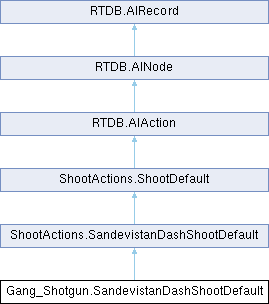 RTDB.AIRecord
RTDB.AINode
RTDB.AIAction
ShootActions.ShootDefault
ShootActions.SandevistanDashShootDefault
Gang_Shotgun.SandevistanDashShootDefault